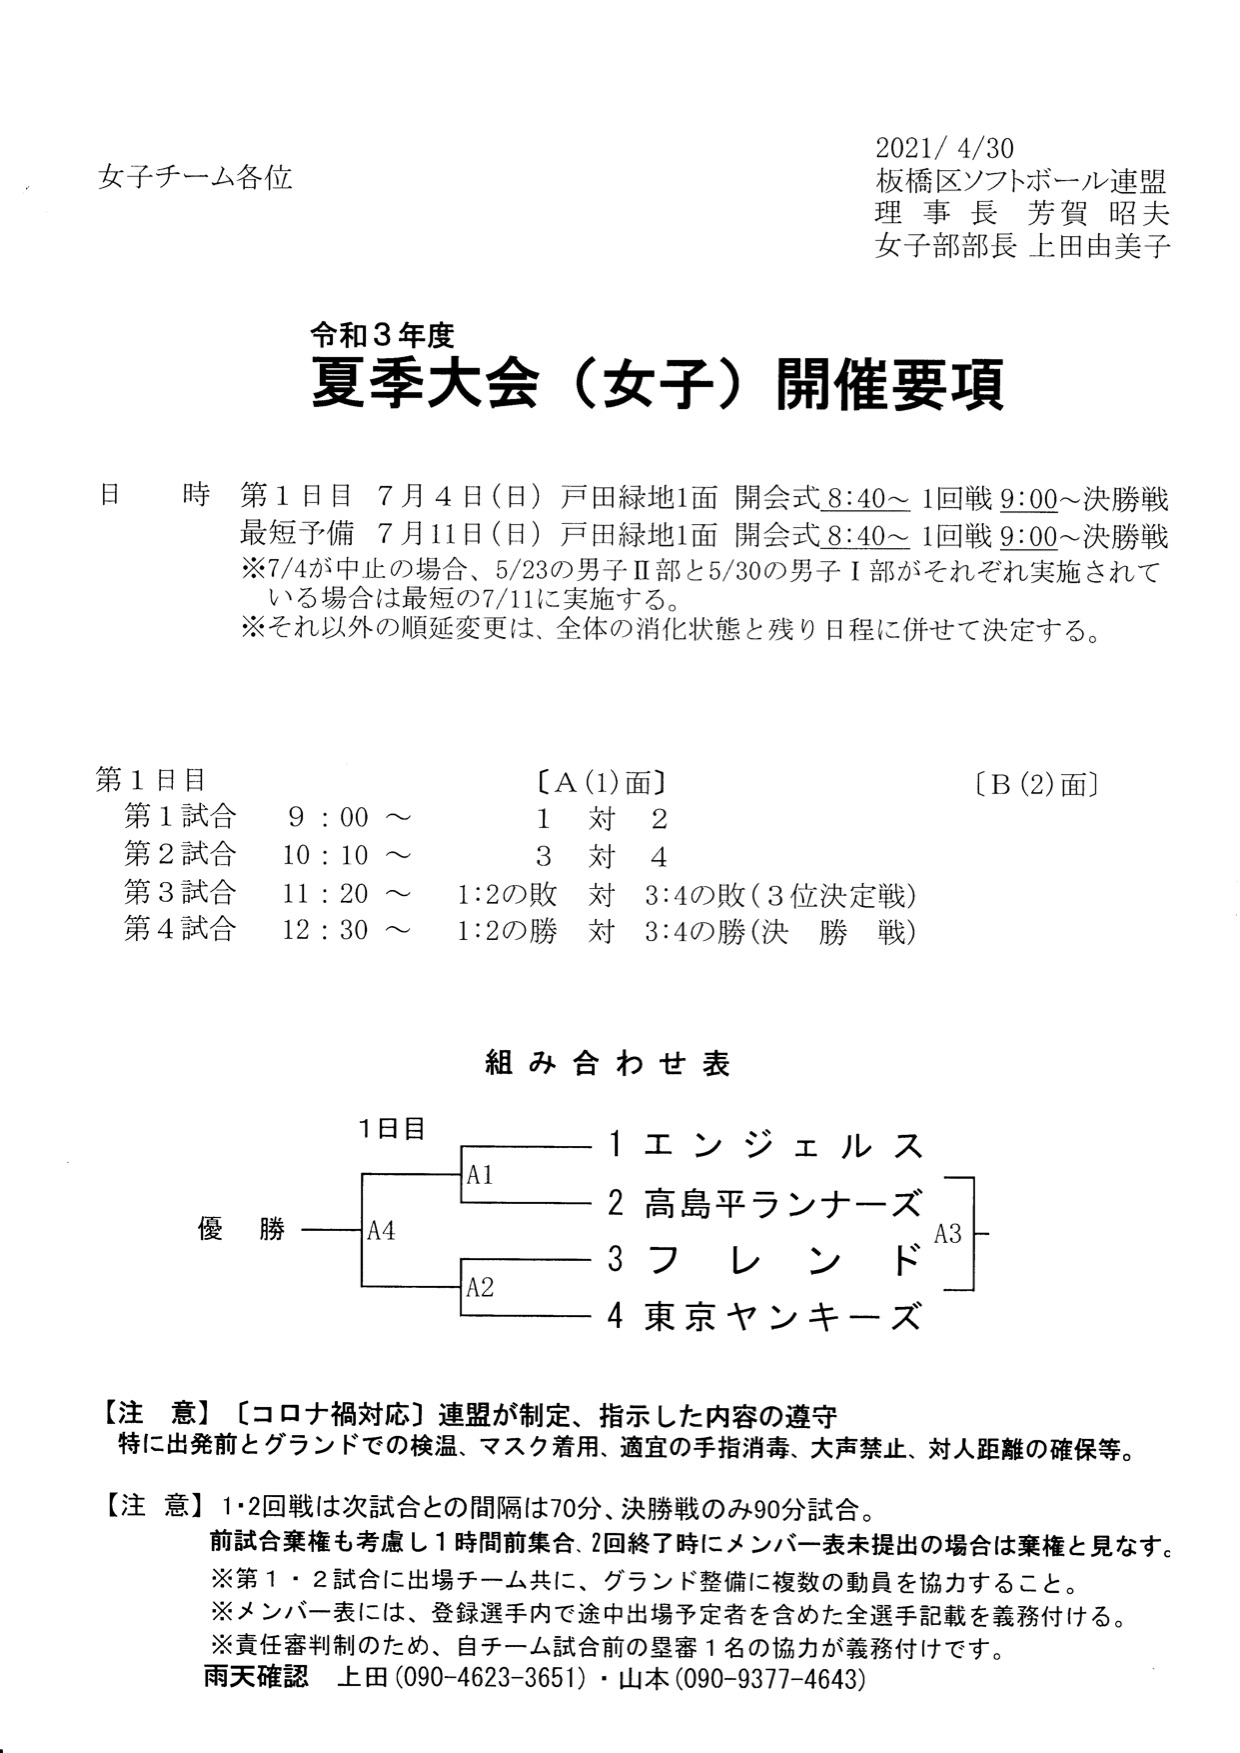 2021/ 4/30
女子チーム各位
板橋区ソフトボール連盟
理 事 長 芳賀 昭夫
女子部部長 上田由美子
令和３年度
夏季大会（女子）開催要項
日　　時 第１日目 ７月４日（日） 戸田緑地1面 開会式8:40～ 1回戦 9:00～決勝戦
最短予備 ７月11日（日） 戸田緑地1面 開会式8:40～ 1回戦 9:00～決勝戦
※7/4が中止の場合、5/23の男子Ⅱ部と5/30の男子Ⅰ部がそれぞれ実施されて
いる場合は最短の7/11に実施する。
※それ以外の順延変更は、全体の消化状態と残り日程に併せて決定する。
第１日目 〔A(1)面〕 〔B(2)面〕
第１試合 9：00 ～ 1 対 2
第２試合 10：10 ～ 3 対 4
第３試合 11：20 ～ 1:2の敗 対 3:4の敗(３位決定戦)
第４試合 12：30 ～ 1:2の勝 対 3:4の勝(決 勝 戦)
組み合わせ表
1日目
1 エンジェルス
A1
2 高島平ランナーズ
優 勝 A4 A3
3 フレンド
A2
4 東京ヤンキーズ
【注　意】〔コロナ禍対応〕連盟が制定、指示した内容の遵守
特に出発前とグランドでの検温、マスク着用、適宜の手指消毒、大声禁止、対人距離の確保等。
【注 意】 1・2回戦は次試合との間隔は70分、決勝戦のみ90分試合。
前試合棄権も考慮し１時間前集合、2回終了時にメンバー表未提出の場合は棄権と見なす。
※第１・２試合に出場チーム共に、グランド整備に複数の動員を協力すること。
※メンバー表には、登録選手内で途中出場予定者を含めた全選手記載を義務付ける。
※責任審判制のため、自チーム試合前の塁審１名の協力が義務付けです。
雨天確認　上田(090-4623-3651)・山本(090-9377-4643)